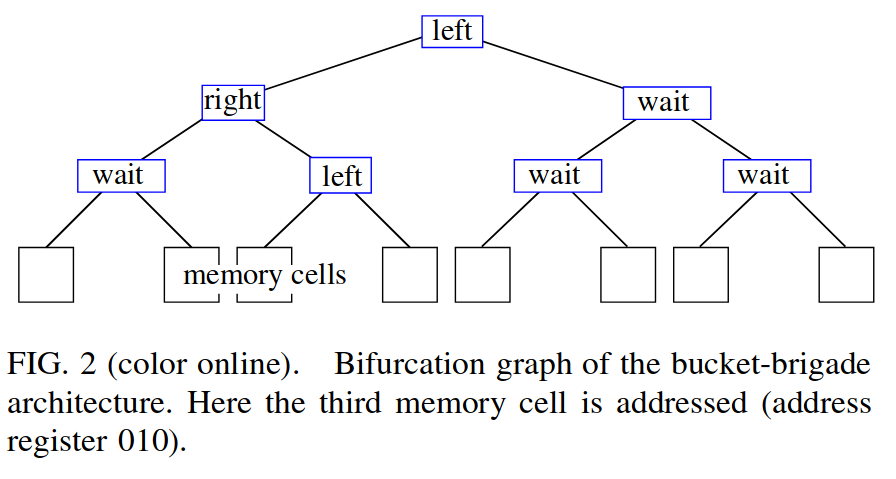 left
right
wait
wait
left
wait
wait
memory cells
FIG. 2 (color online). Bifurcation graph of the bucket-brigade
architecture. Here the third memory cell is addressed (address
register 010).